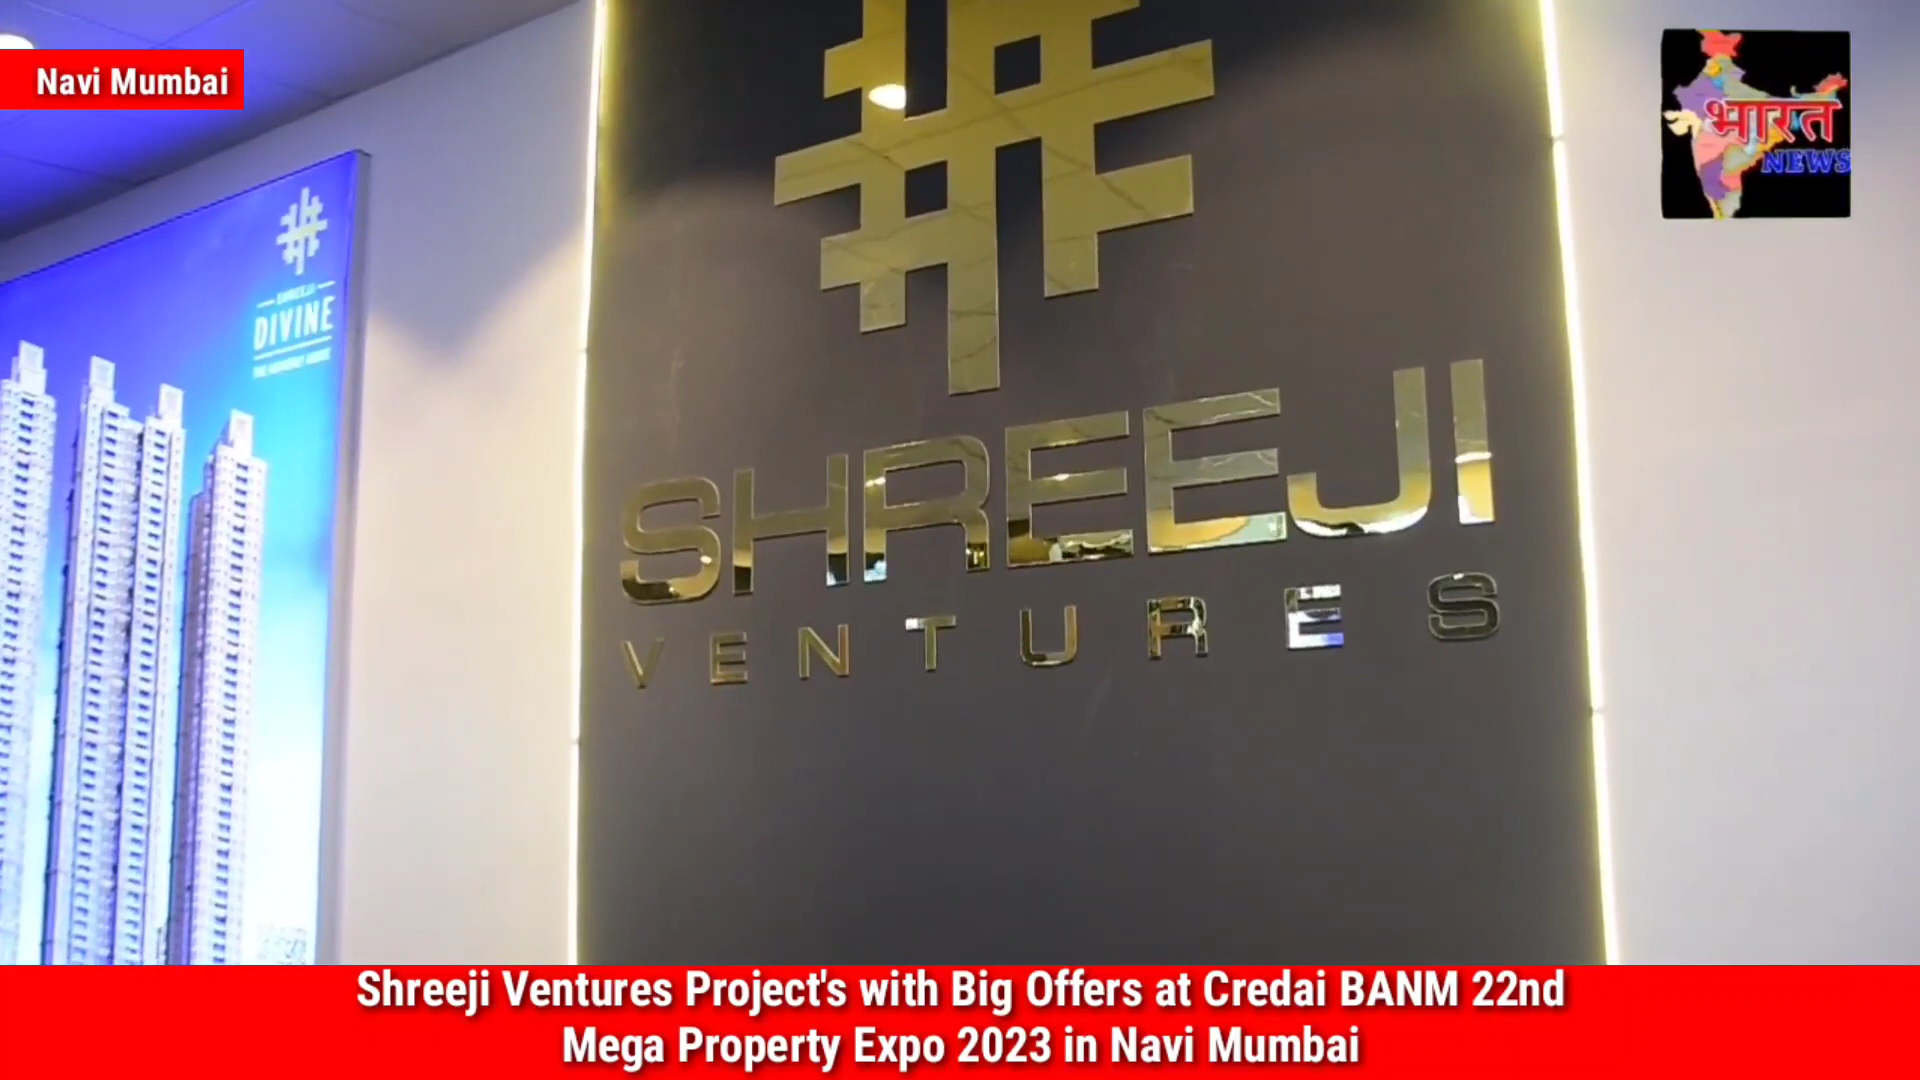 Navi Mumbai
भारत
NEWS
SHREEJI
DIVINE
SHREEJI
VENTURES
Shreeji Ventures Project's with Big Offers at Credai BANM 22nd
Mega Property Expo 2023 in Navi Mumbai